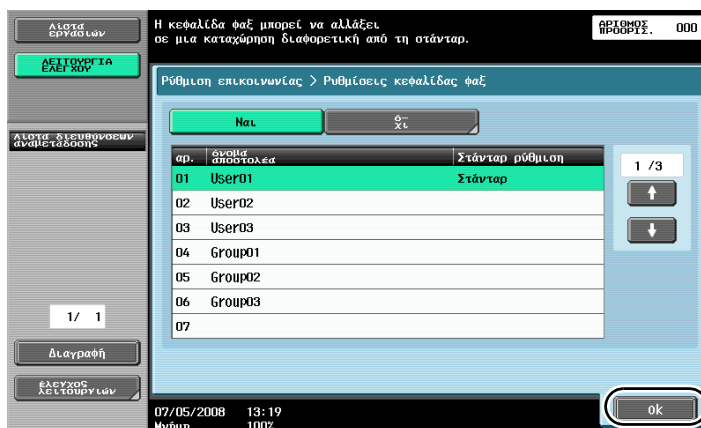 Η κεφαλίδα φαξ μπορεί να αλλάξει
σε μια καταχώρηση διαφορετική από τη στάνταρ.
ΑΡΙΘΜΟΣ
ΠΡΟΟΡΙΣ.
000
Λίστα
εργασιών
ΛΕΙΤΟΥΡΓΙΑ
ΕΛΕΓΧΟΥ
Λίστα διευθύνσεων
αναμετάδοσης
1/ 1
Διαγραφή
έλεγχος
λειτουργιών
Ρύθμιση επικοινωνίας > Ρυθμίσεις κεφαλίδας φαξ
Ναι
ό-
χι
αρ. όνομα αποστολέα Στάνταρ ρύθμιση
01 User01 Στάνταρ
02 User02
03 User03
04 Group01
05 Group02
06 Group03
07
1 /3
ok
07/05/2008 13:19
Μνήμη 100%